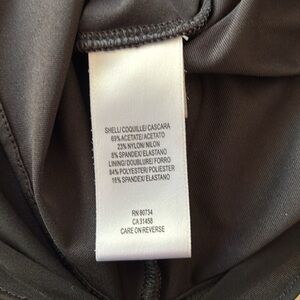 SHELL/ COQUILLE/ CASCARA
69% ACETATE/ ACETATO
23% NYLON/ NILON
8% SPANDEX/ ELASTANO
LINING/ DOUBLURE/ FORRO
84% POLYESTER/ POLIESTER
16% SPANDEX/ ELASTANO
RN 80734
CA 31458
CARE ON REVERSE